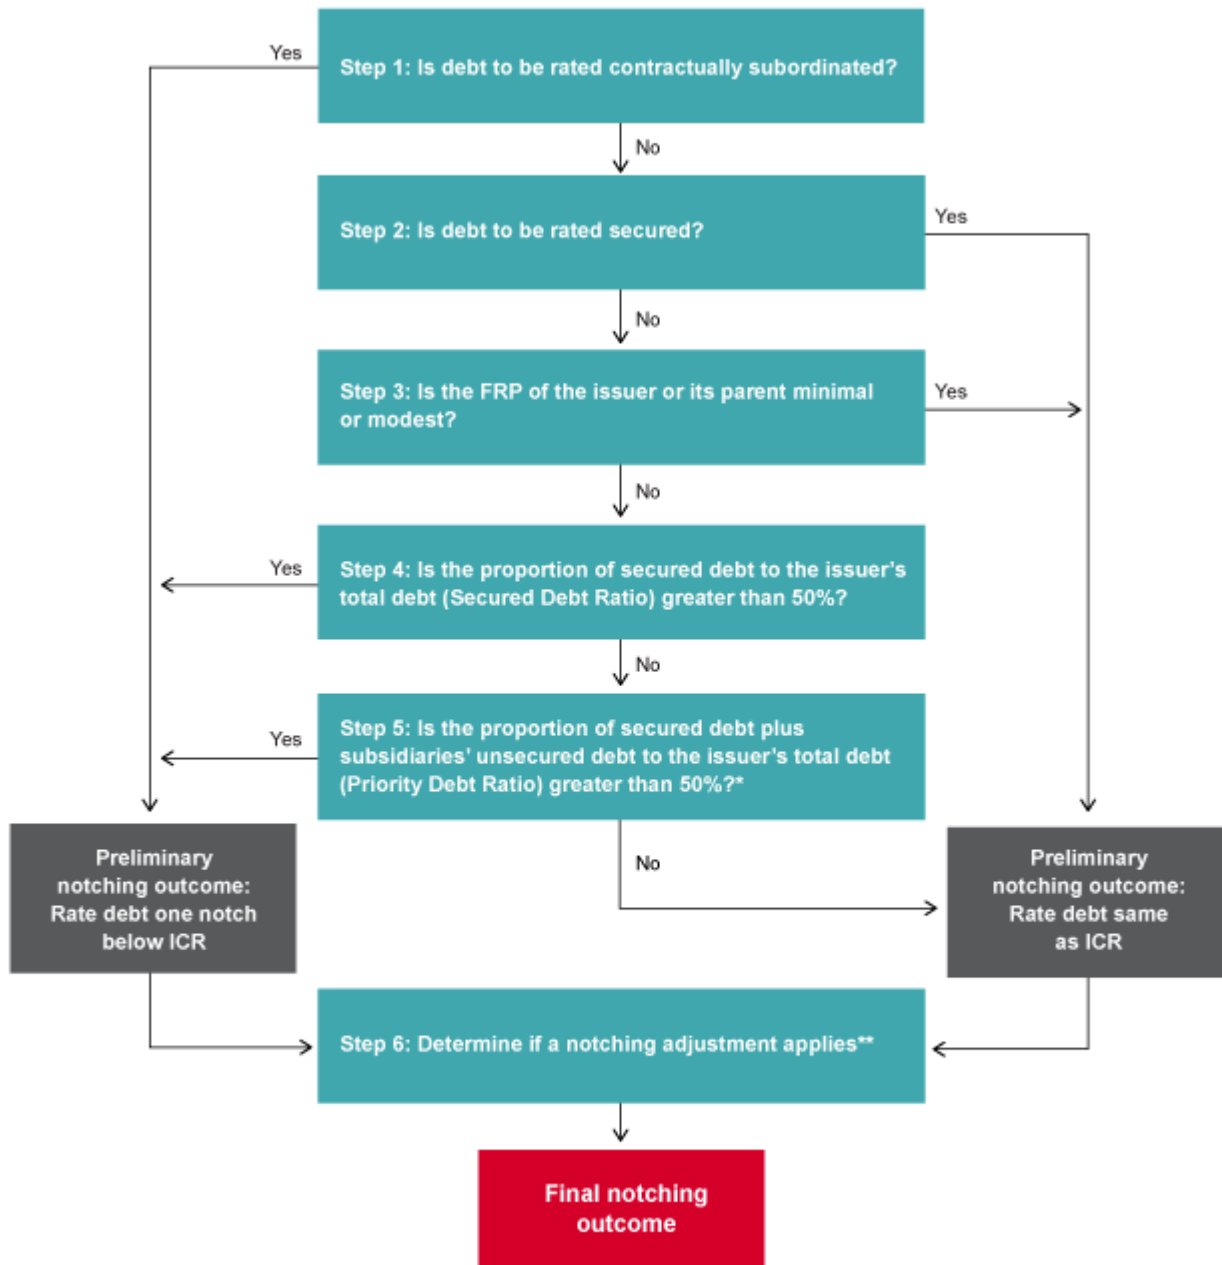 Yes
Step 1: Is debt to be rated contractually subordinated?
No
Step 2: Is debt to be rated secured?
Yes
No
Step 3: Is the FRP of the issuer or its parent minimal
or modest?
Yes
No
Yes
Step 4: Is the proportion of secured debt to the issuer's
total debt (Secured Debt Ratio) greater than 50%?
No
Yes
Step 5: Is the proportion of secured debt plus
subsidiaries' unsecured debt to the issuer's total debt
(Priority Debt Ratio) greater than 50%?*
No
Preliminary
notching outcome:
Rate debt one notch
below ICR
Preliminary
notching outcome:
Rate debt same
as ICR
Step 6: Determine if a notching adjustment applies**
Final notching
outcome